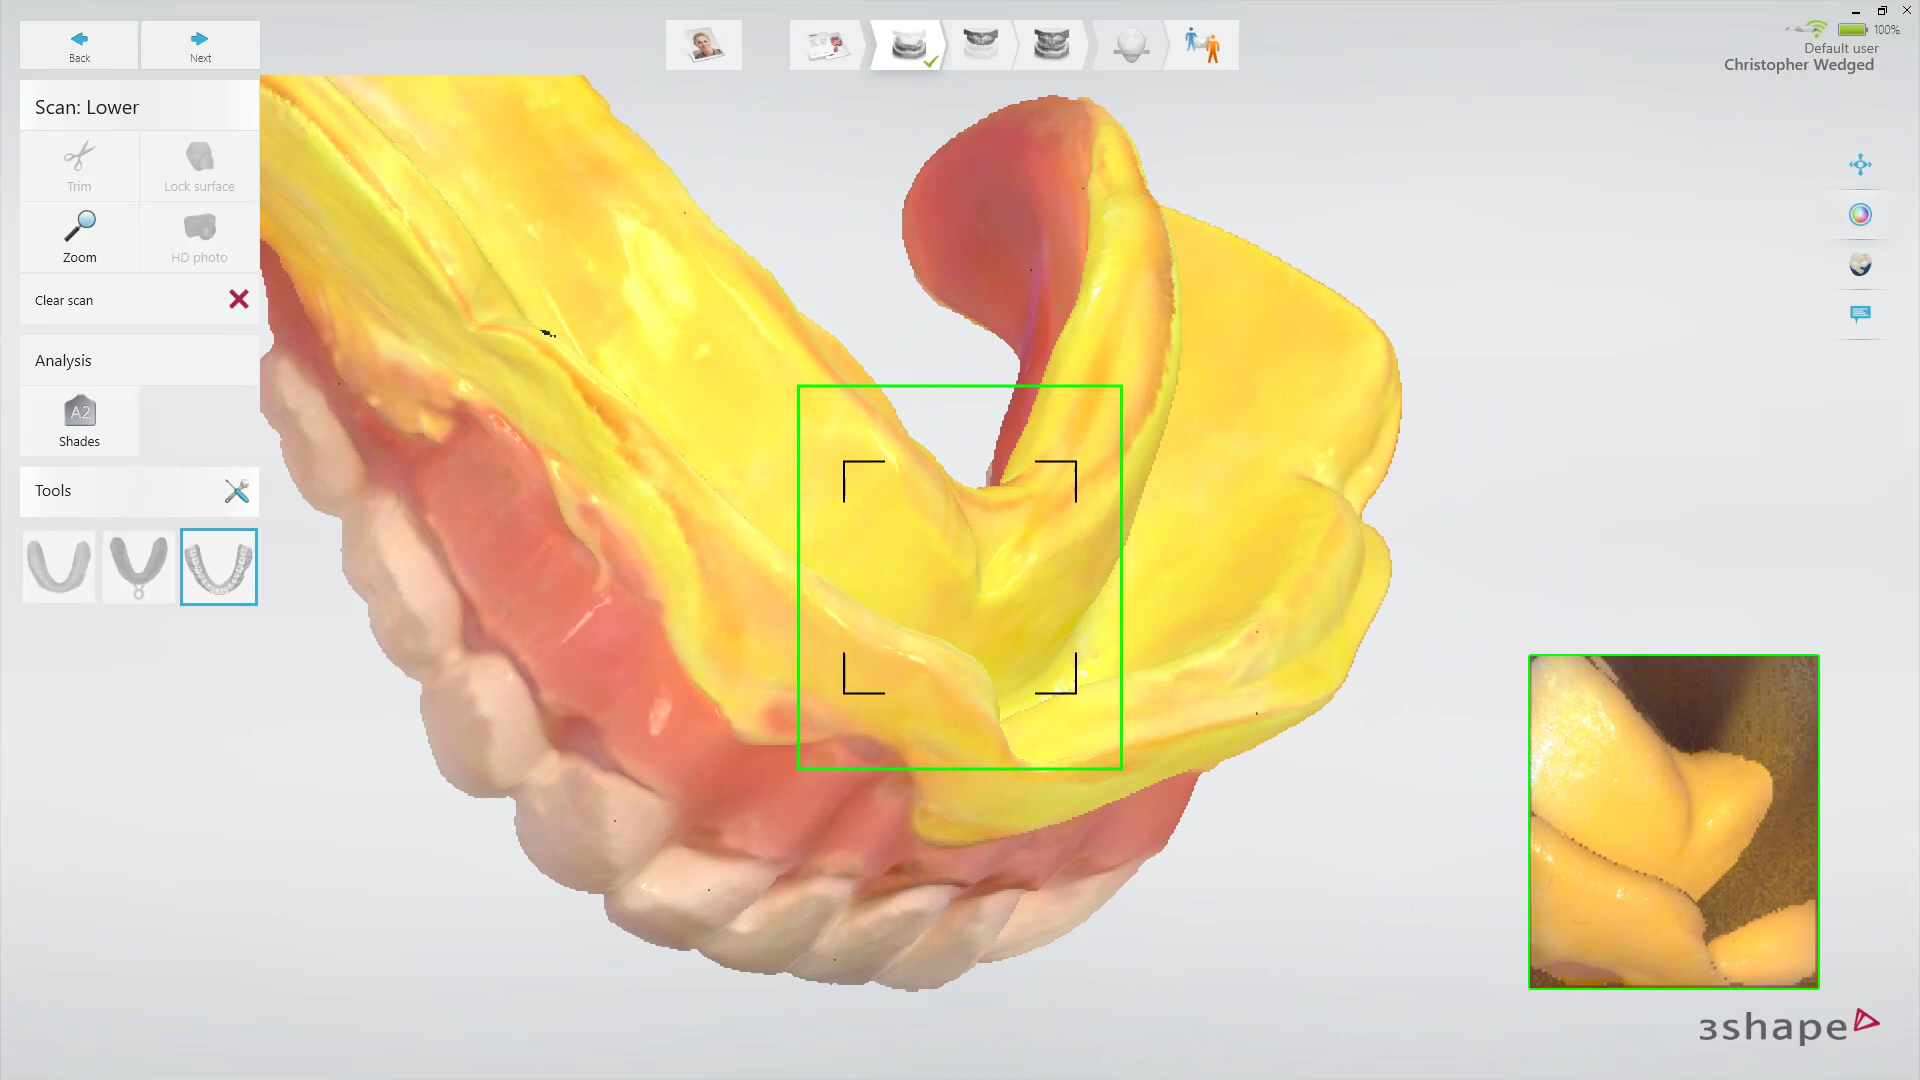 100%
Default user
Christopher Wedged
Back
Next
Scan: Lower
Trim
Lock surface
Zoom
HD photo
Clear scan
Analysis
A2
Shades
Tools
3shape